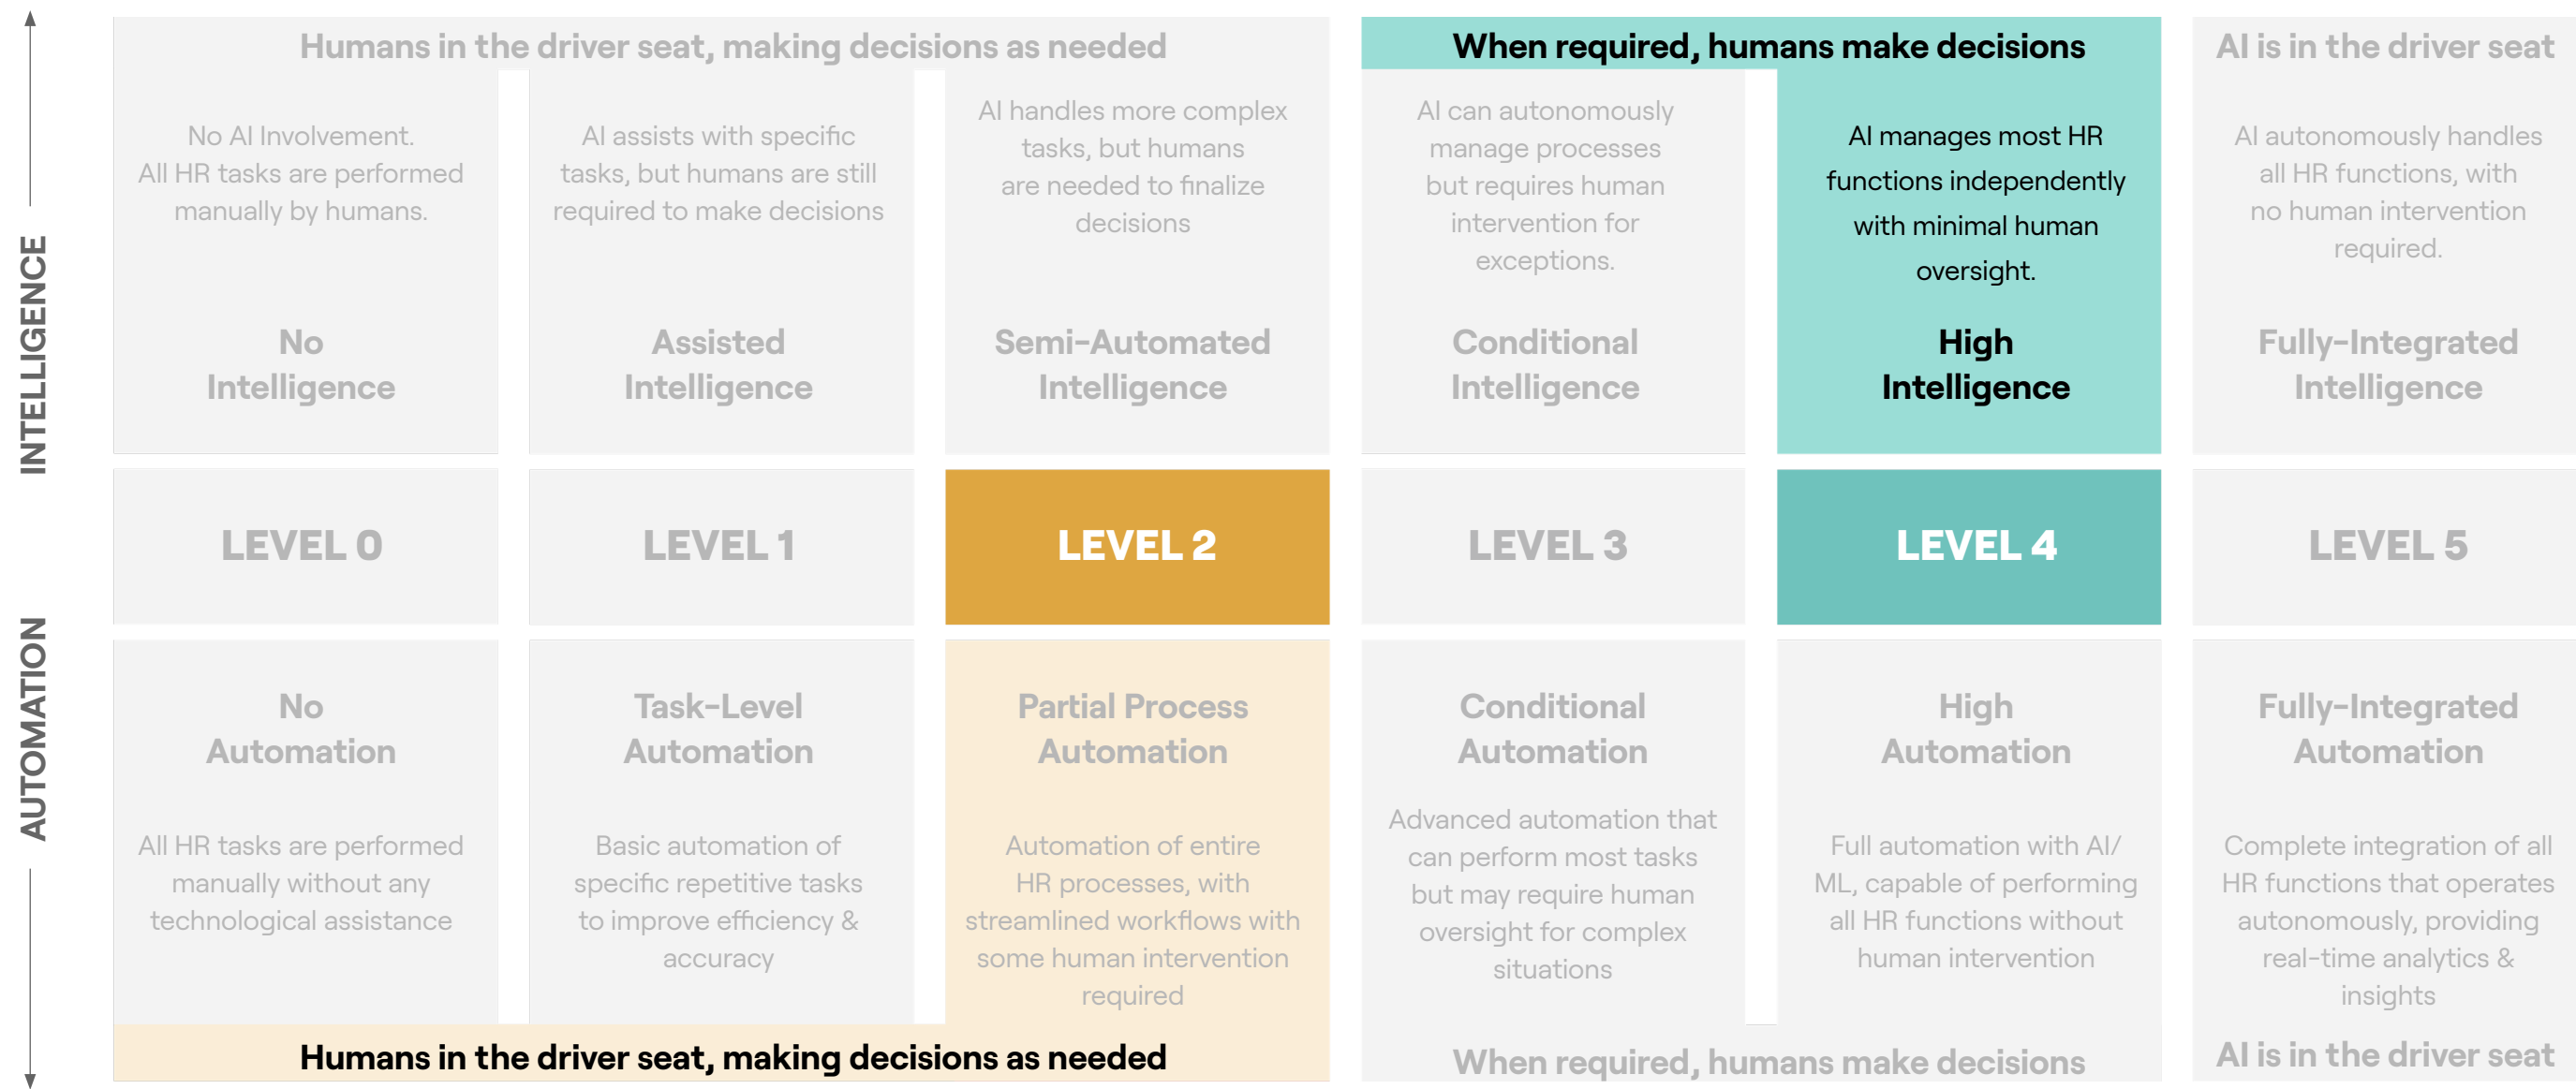 INTELLIGENCE
AUTOMATION
Humans in the driver seat, making decisions as needed
When required, humans make decisions
AI is in the driver seat
No AI Involvement.
All HR tasks are performed
manually by humans.
No
Intelligence
AI assists with specific
tasks, but humans are still
required to make decisions
Assisted
Intelligence
AI handles more complex
tasks, but humans
are needed to finalize
decisions
Semi-Automated
Intelligence
AI can autonomously
manage processes
but requires human
intervention for
exceptions.
Conditional
Intelligence
AI manages most HR
functions independently
with minimal human
oversight.
High
Intelligence
AI autonomously handles
all HR functions, with
no human intervention
required.
Fully-Integrated
Intelligence
LEVEL 0
LEVEL 1
LEVEL 2
LEVEL 3
LEVEL 4
LEVEL 5
No
Automation
All HR tasks are performed
manually without any
technological assistance
Task-Level
Automation
Basic automation of
specific repetitive tasks
to improve efficiency &
accuracy
Partial Process
Automation
Automation of entire
HR processes, with
streamlined workflows with
some human intervention
required
Conditional
Automation
Advanced automation that
can perform most tasks
but may require human
oversight for complex
situations
High
Automation
Full automation with AI/
ML, capable of performing
all HR functions without
human intervention
Fully-Integrated
Automation
Complete integration of all
HR functions that operates
autonomously, providing
real-time analytics &
insights
Humans in the driver seat, making decisions as needed
When required, humans make decisions
AI is in the driver seat